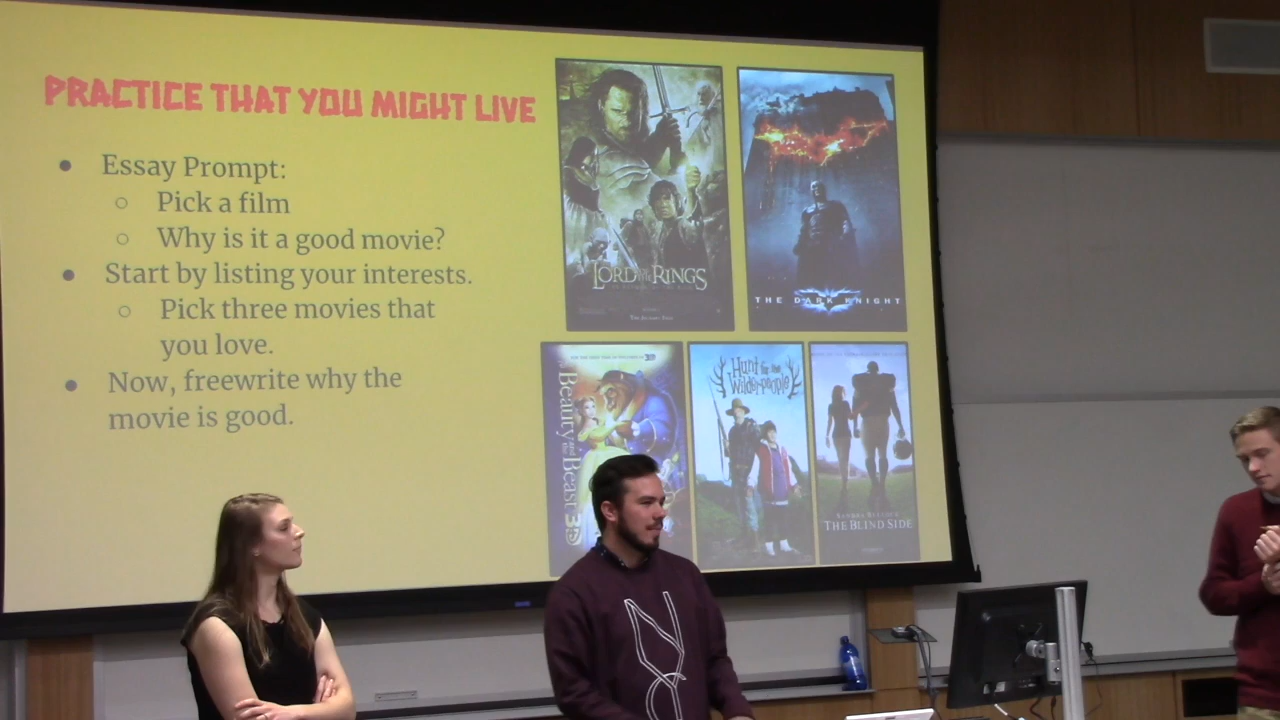 PRACTICE THAT YOU MIGHT LIVE
Essay Prompt:
Pick a film
Why is it a good movie?
Start by listing your interests.
Pick three movies that
you love.
Now, freewrite why the
movie is good.
LORD OF THE RINGS
THE DARK KNIGHT
Beauty and the Beast 3D
Hunt for the
Wilderpeople
SANDRA BULLOCK
THE BLIND SIDE